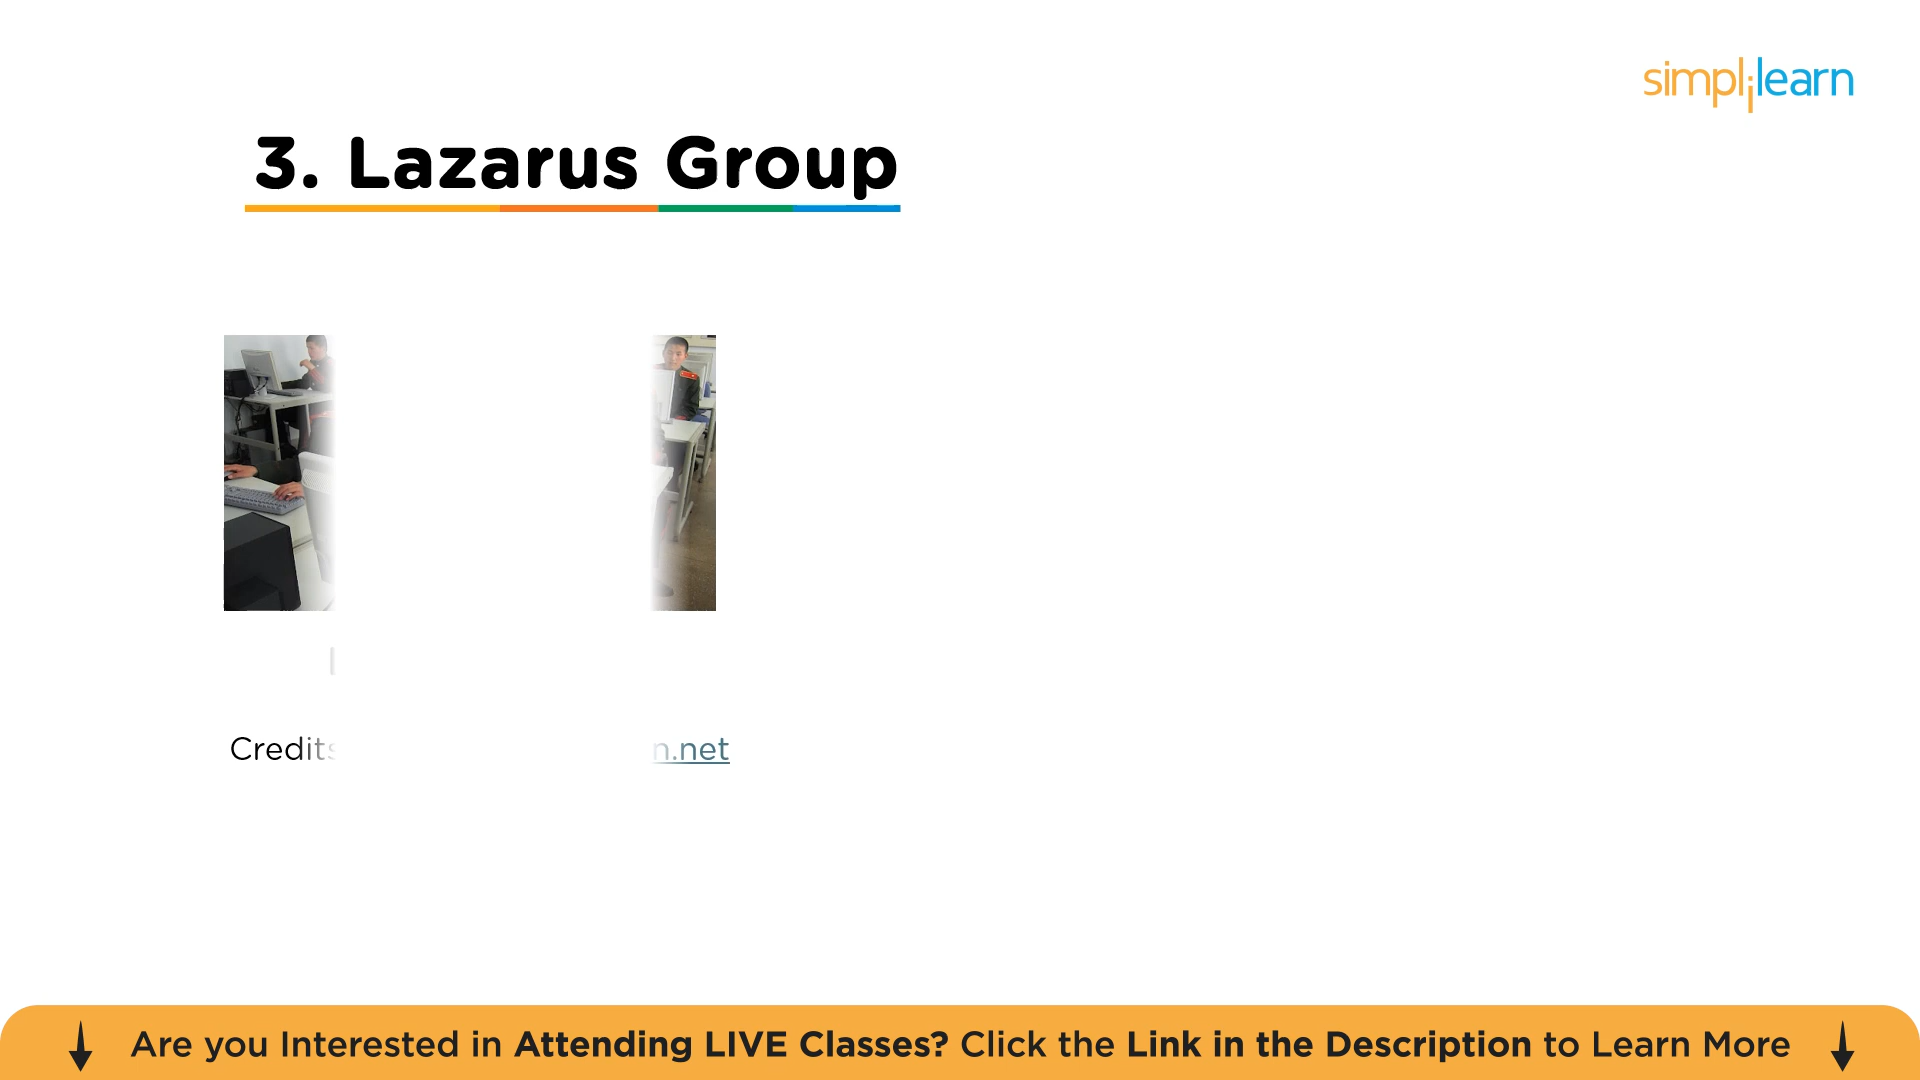 simplilearn
3. Lazarus Group
Credits
n.net
Are you Interested in Attending LIVE Classes? Click the Link in the Description to Learn More